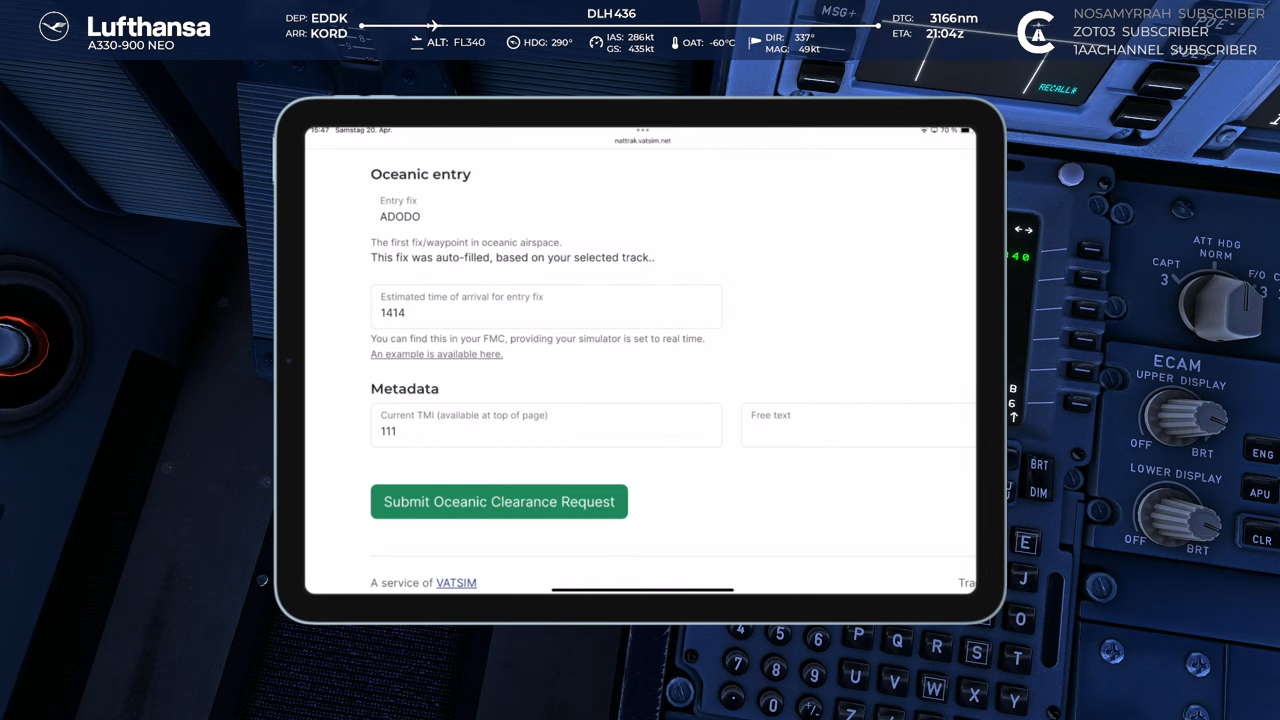 Lufthansa
A330-900 NEO
DEP: EDDK
ARR: KORD
DLH436
ALT: FL340
HDG: 290°
IAS: 286kt
GS: 435kt
OAT: -60°C
DIR: 337°
MAG: 49kt
DTG: 3166nm
ETA: 21:04z
NOSAMYRRAH SUBSCRIBER
ZOT03 SUBSCRIBER
1AACHANNEL SUBSCRIBER
MSG+
RECALL*
15:47 Samstag 20. Apr.
nattrak.vatsim.net
70 %
Oceanic entry
Entry fix
ADODO
The first fix/waypoint in oceanic airspace.
This fix was auto-filled, based on your selected track..
Estimated time of arrival for entry fix
1414
You can find this in your FMC, providing your simulator is set to real time.
An example is available here.
Metadata
Current TMI (available at top of page)
111
Free text
Submit Oceanic Clearance Request
A service of VATSIM
Tra
ATT HDG
NORM
CAPT
3
F/O
3
ECAM
UPPER DISPLAY
OFF
BRT
LOWER DISPLAY
OFF
BRT
ENG
APU
CLR
BRT
DIM
B
6
E
J
O
4 5 6 P Q R S T
7 8 9 U V W X Y
0 +/- Z